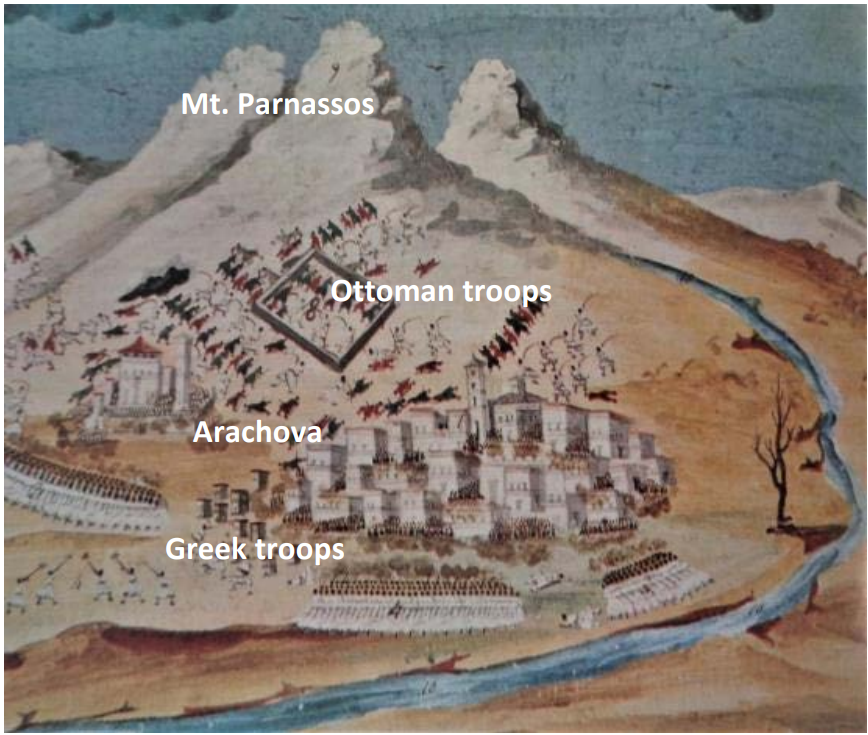 Mt. Parnassos
Ottoman troops
Arachova
Greek troops